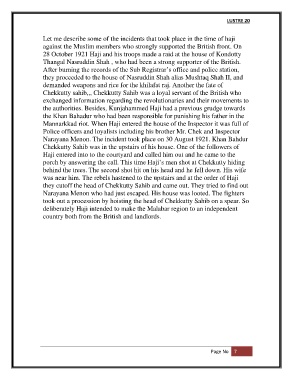 LUSTRE 20
Let me describe some of the incidents that took place in the time of haji
against the Muslim members who strongly supported the British front. On
28 October 1921 Haji and his troops made a raid at the house of Kondotty
Thangal Nasruddin Shah , who had been a strong supporter of the British.
After burning the records of the Sub Registrar's office and police station,
they proceeded to the house of Nasruddin Shah alias Mushtaq Shah II, and
demanded weapons and rice for the khilafat raj. Another the fate of
Chekkutty sahib,,. Chekkutty Sahib was a loyal servant of the British who
exchanged information regarding the revolutionaries and their movements to
the authorities. Besides, Kunjahammed Haji had a previous grudge towards
the Khan Bahadur who had been responsible for punishing his father in the
Mannarkkad riot. When Haji entered the house of the Inspector it was full of
Police officers and loyalists including his brother Mr. Chek and Inspector
Narayana Menon. The incident took place on 30 August 1921. Khan Bahdur
Chekkutty Sahib was in the upstairs of his house. One of the followers of
Haji entered into to the courtyard and called him out and he came to the
porch by answering the call. This time Haji's men shot at Chekkutty hiding
behind the trees. The second shot hit on his head and he fell down. His wife
was near him. The rebels hastened to the upstairs and at the order of Haji
they cutoff the head of Chekkutty Sahib and came out. They tried to find out
Narayana Menon who had just escaped. His house was looted. The fighters
took out a procession by hoisting the head of Chekkutty Sahib on a spear. So
deliberately Haji intended to make the Malabar region to an independent
country both from the British and landlords.
Page No 7